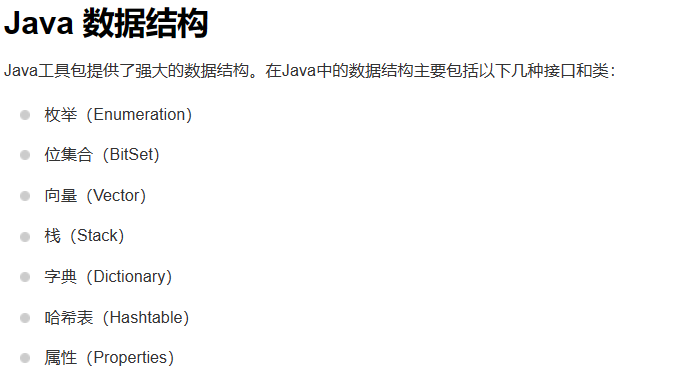 Java 数据结构
Java工具包提供了强大的数据结构。在Java中的数据结构主要包括以下几种接口和类：
枚举（Enumeration）
位集合（BitSet）
向量（Vector）
栈（Stack）
字典（Dictionary）
哈希表（Hashtable）
属性（Properties）